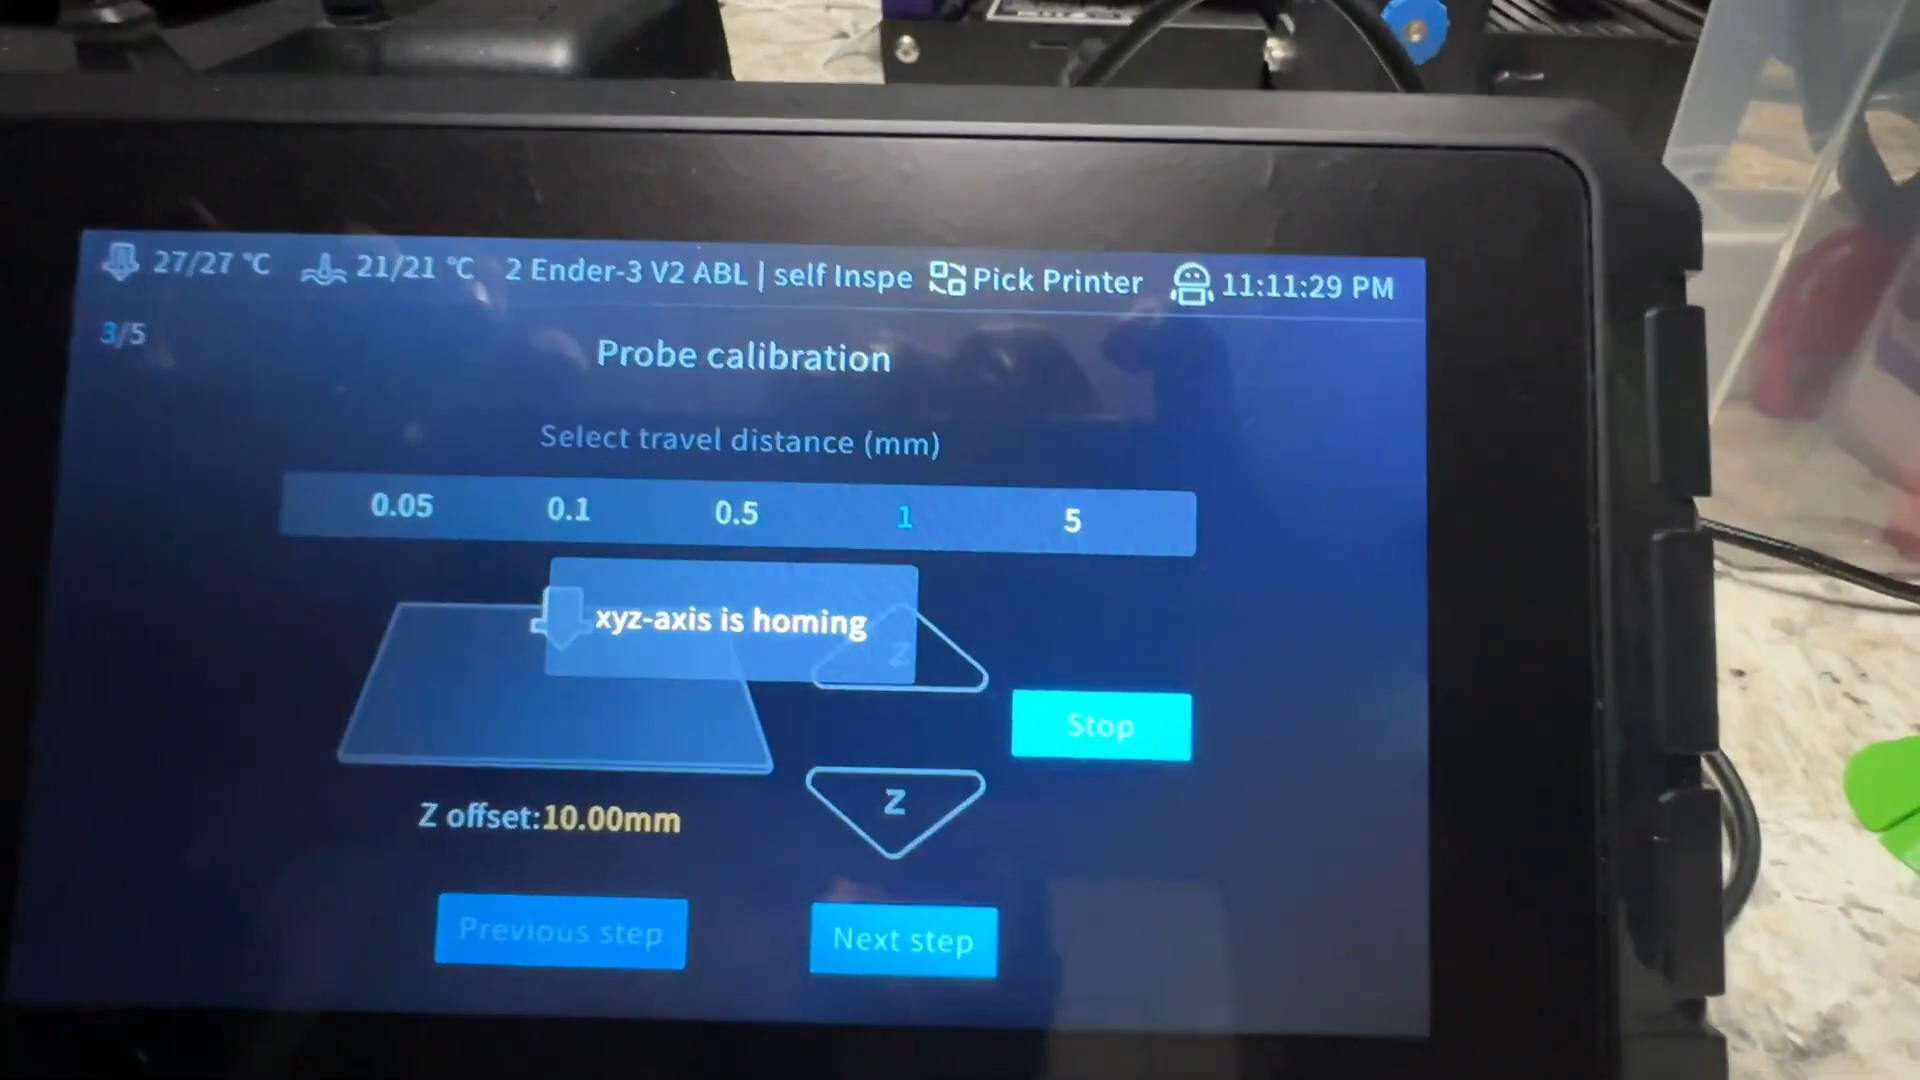 27/27 °C 21/21 °C 2 Ender-3 V2 ABL | self Inspe Pick Printer 11:11:29 PM
3/5
Probe calibration
Select travel distance (mm)
0.05 0.1 0.5 1 5
xyz-axis is homing
Z
Stop
Z
Z offset:10.00mm
Previous step Next step